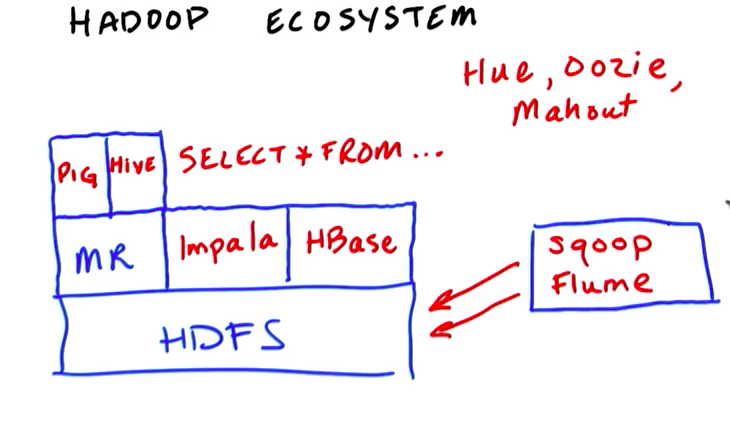 HADOOP ECOSYSTEM
Hue, Oozie,
Mahout
PIG HIVE SELECT * FROM...
MR Impala HBase
HDFS
Sqoop
Flume